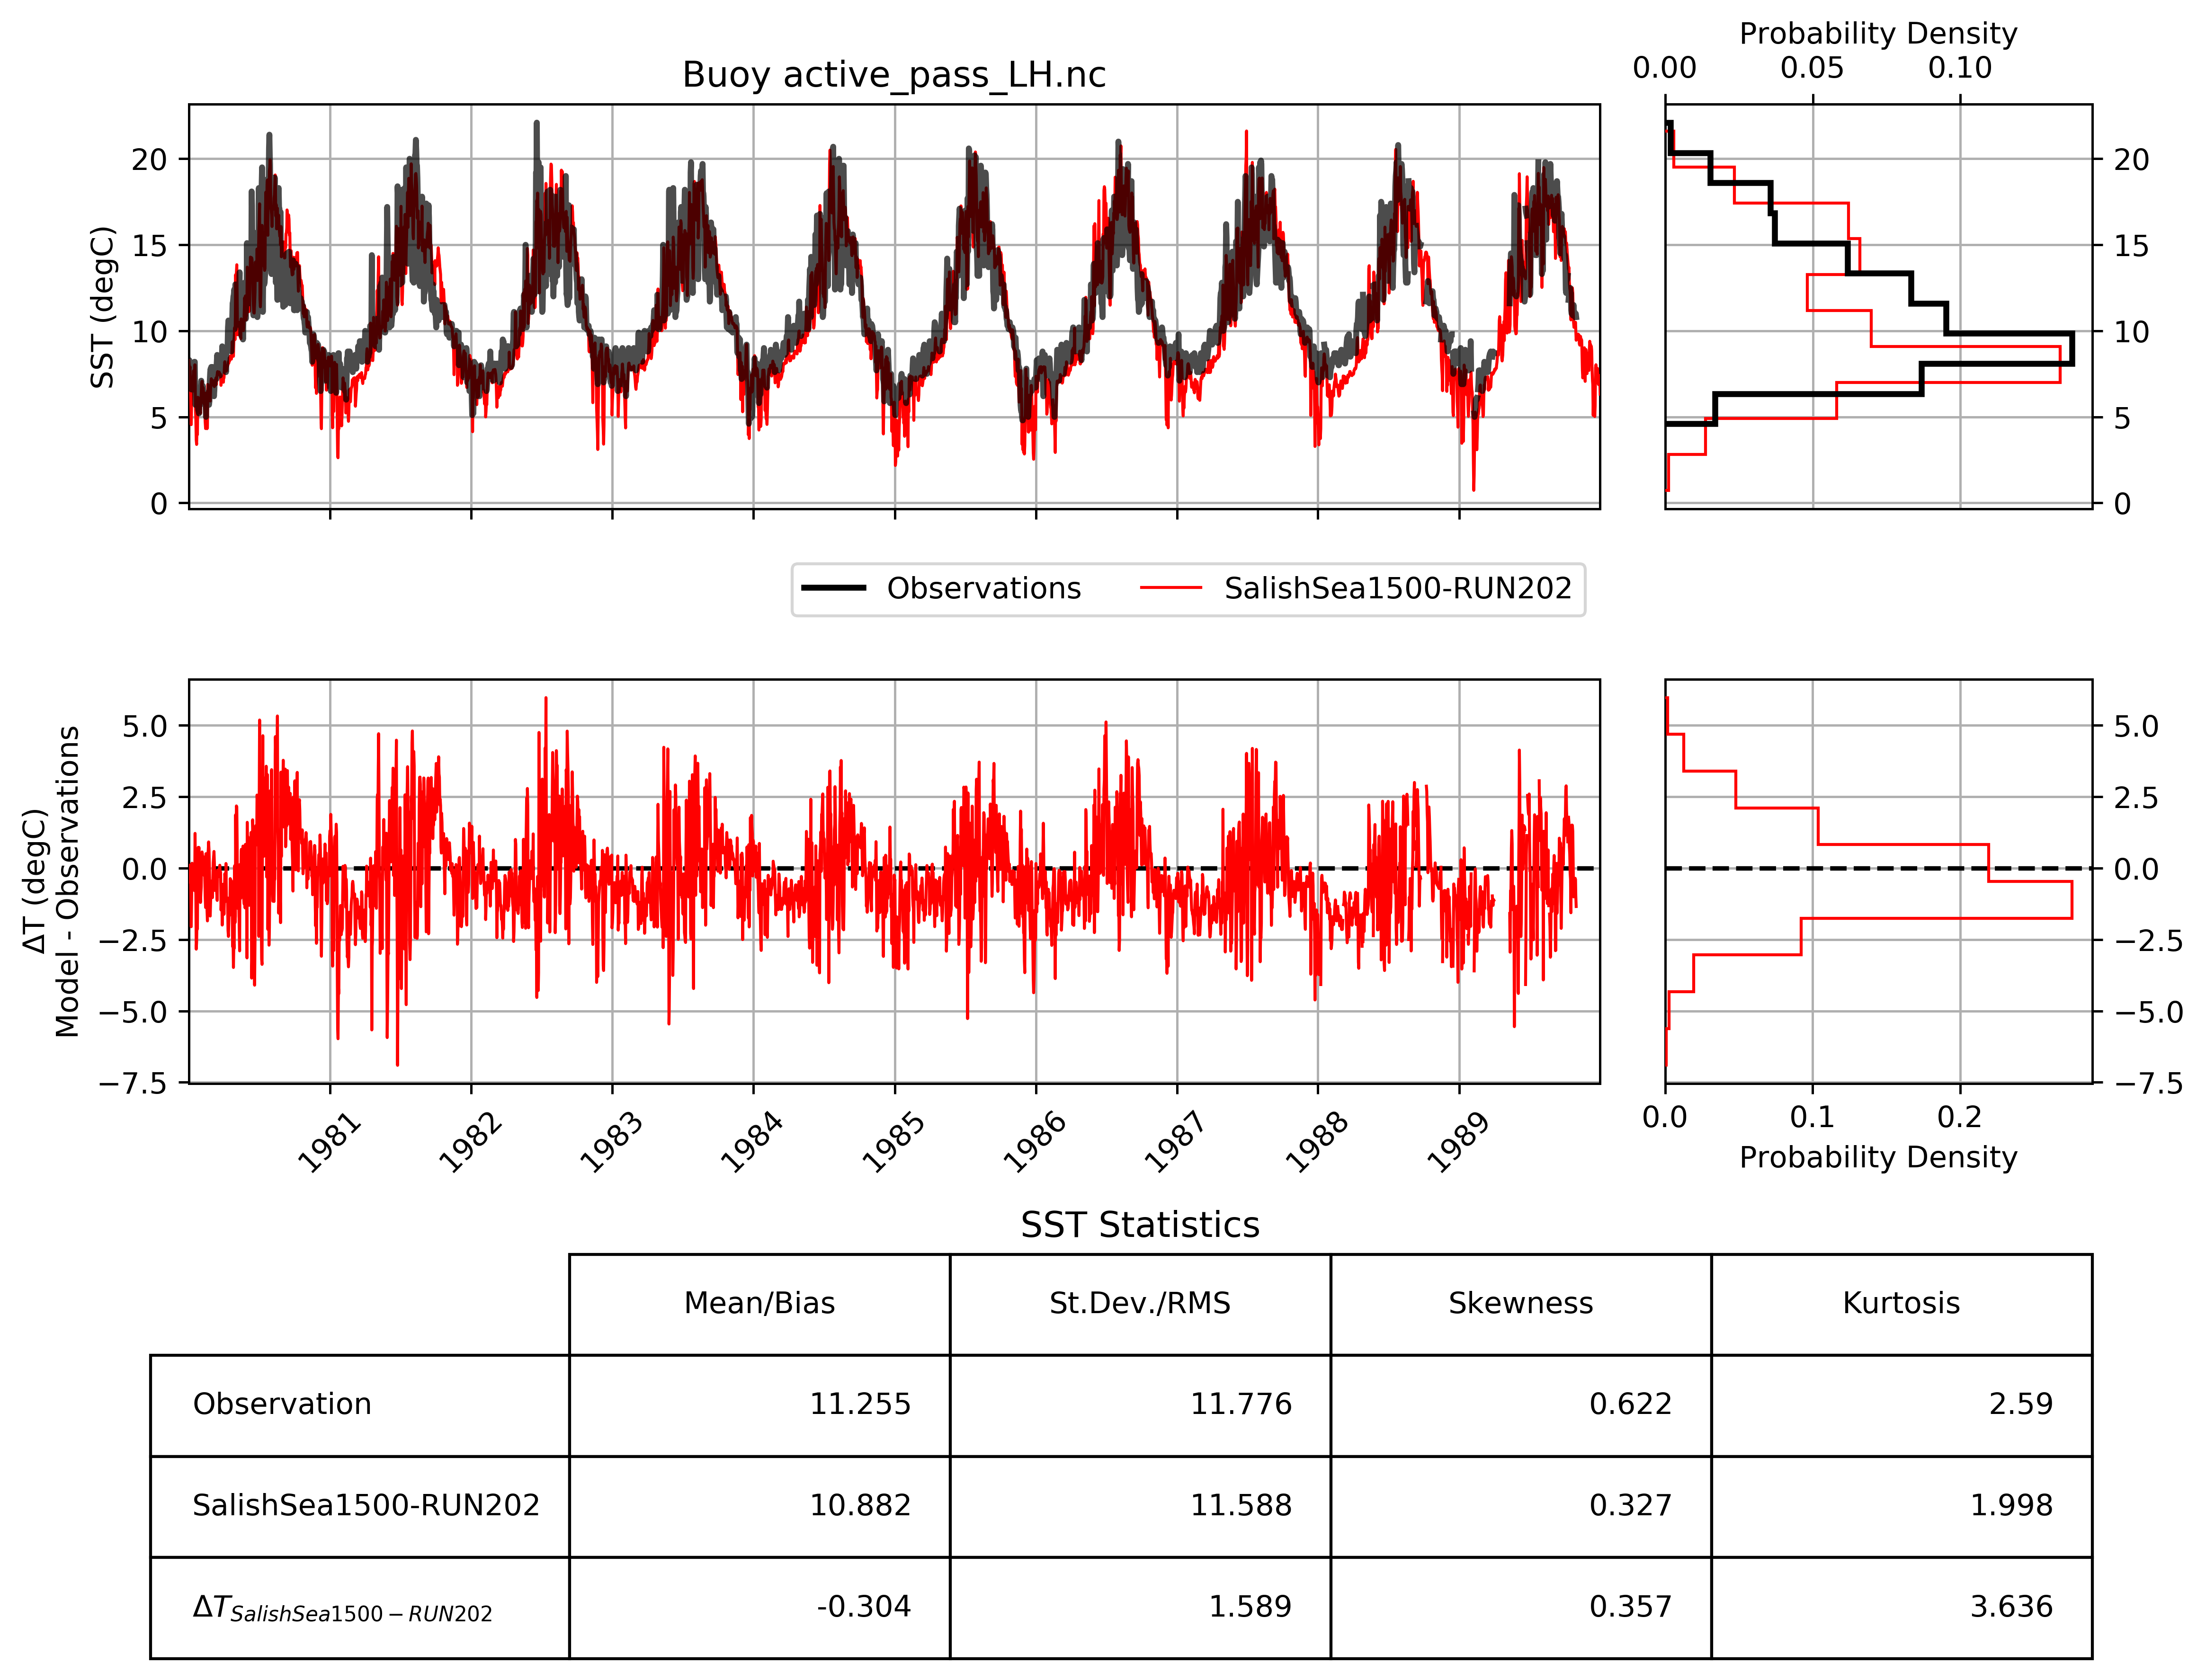 Probability Density
0.00 0.05 0.10
Buoy active_pass_LH.nc
SST (degC)
20
15
10
5
0
20
15
10
5
0
Observations SalishSea1500-RUN202
ΔT (degC)
Model - Observations
5.0
2.5
0.0
−2.5
−5.0
−7.5
5.0
2.5
0.0
−2.5
−5.0
−7.5
1981 1982 1983 1984 1985 1986 1987 1988 1989
0.0 0.1 0.2
Probability Density
SST Statistics
Mean/Bias St.Dev./RMS Skewness Kurtosis
Observation 11.255 11.776 0.622 2.59
SalishSea1500-RUN202 10.882 11.588 0.327 1.998
ΔT SalishSea1500−RUN202 -0.304 1.589 0.357 3.636